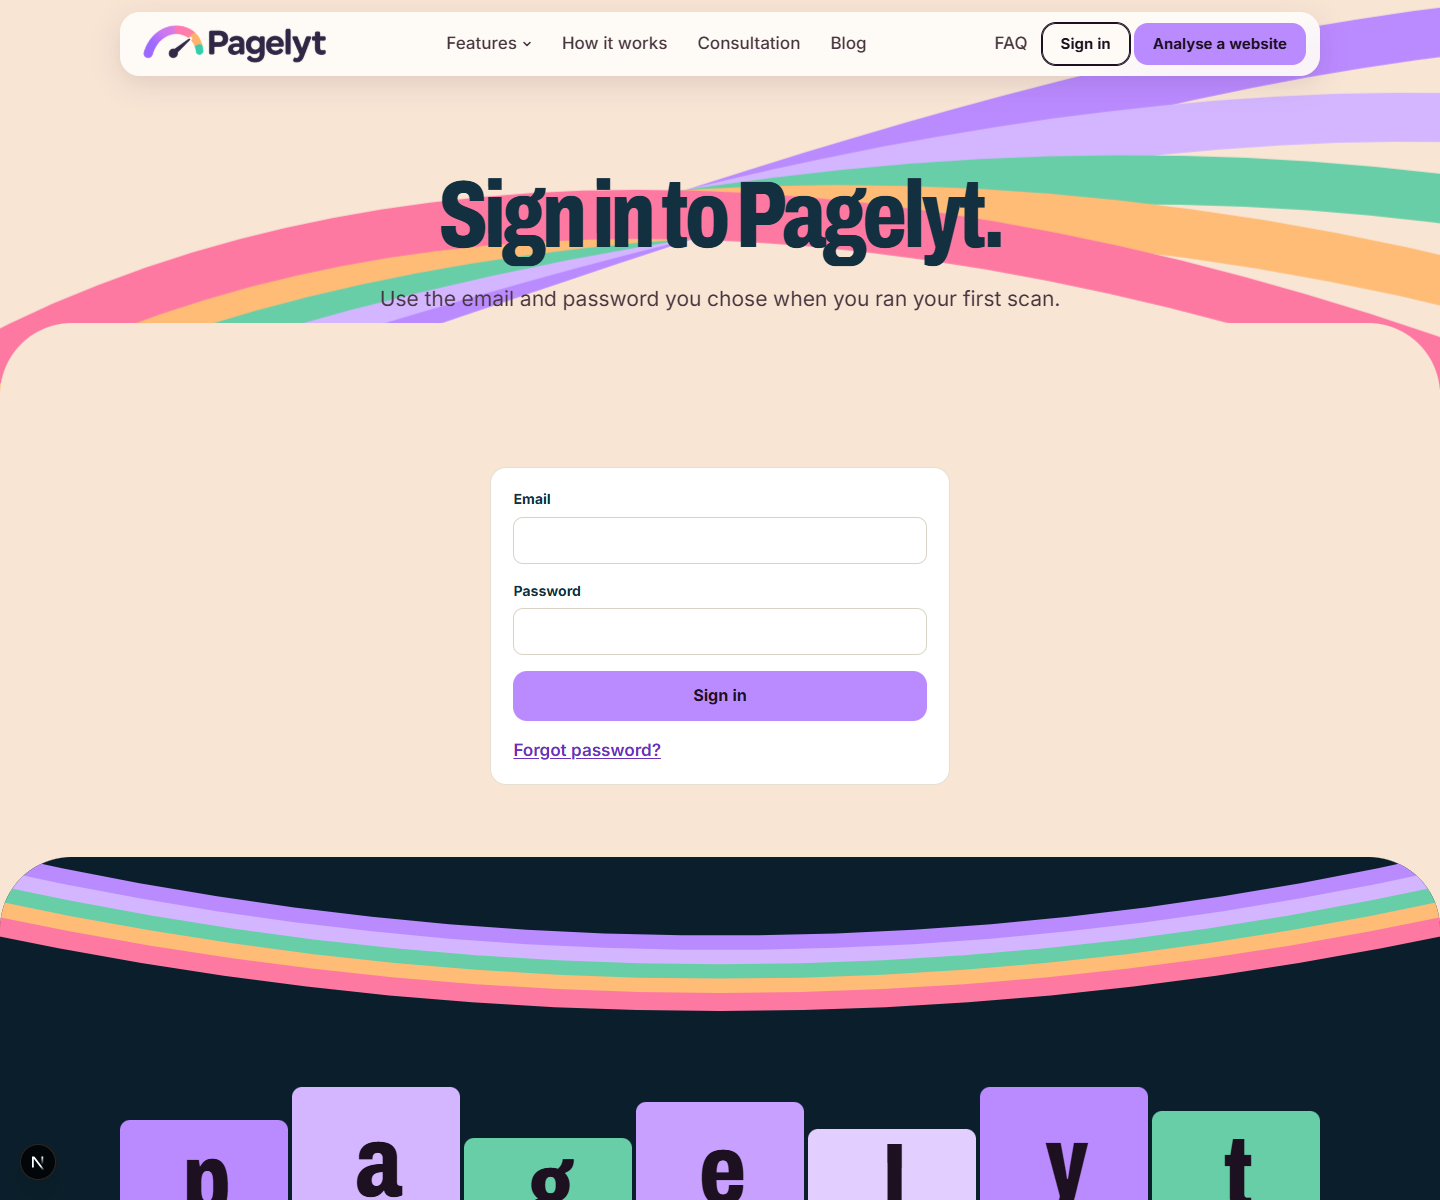 Pagelyt
Features
How it works
Consultation
Blog
FAQ
Sign in
Analyse a website
Sign in to Pagelyt.
Use the email and password you chose when you ran your first scan.
Email
Password
Sign in
Forgot password?
N
p a g e l y t